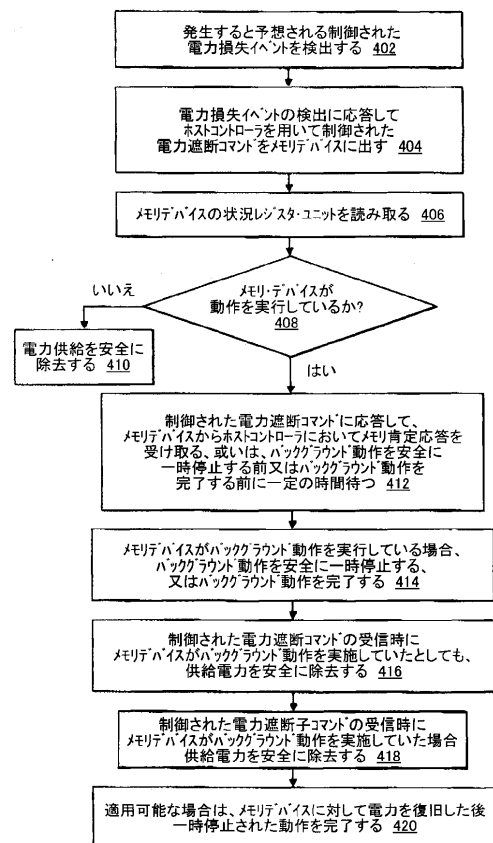 発生すると予想される制御された
電力損失イベントを検出する 402
電力損失イベントの検出に応答して
ホストコントローラを用いて制御された
電力遮断コマンドをメモリデバイスに出す 404
メモリデバイスの状況レジスタ・ユニットを読み取る 406
メモリ・デバイスが
動作を実行しているか?
408
いいえ
はい
電力供給を安全に
除去する 410
制御された電力遮断コマンドに応答して、
メモリデバイスからホストコントローラにおいてメモリ肯定応答を
受け取る、或いは、バックグラウンド動作を安全に
一時停止する前又はバックグラウンド動作を
完了する前に一定の時間待つ 412
メモリデバイスがバックグラウンド動作を実行している場合、
バックグラウンド動作を安全に一時停止する、
又はバックグラウンド動作を完了する 414
制御された電力遮断コマンドの受信時に
メモリデバイスがバックグラウンド動作を実施していたとしても、
供給電力を安全に除去する 416
制御された電力遮断子コマンドの受信時に
メモリデバイスがバックグラウンド動作を実施していた場合
供給電力を安全に除去する 418
適用可能な場合は、メモリデバイスに対して電力を復旧した後
一時停止された動作を完了する 420